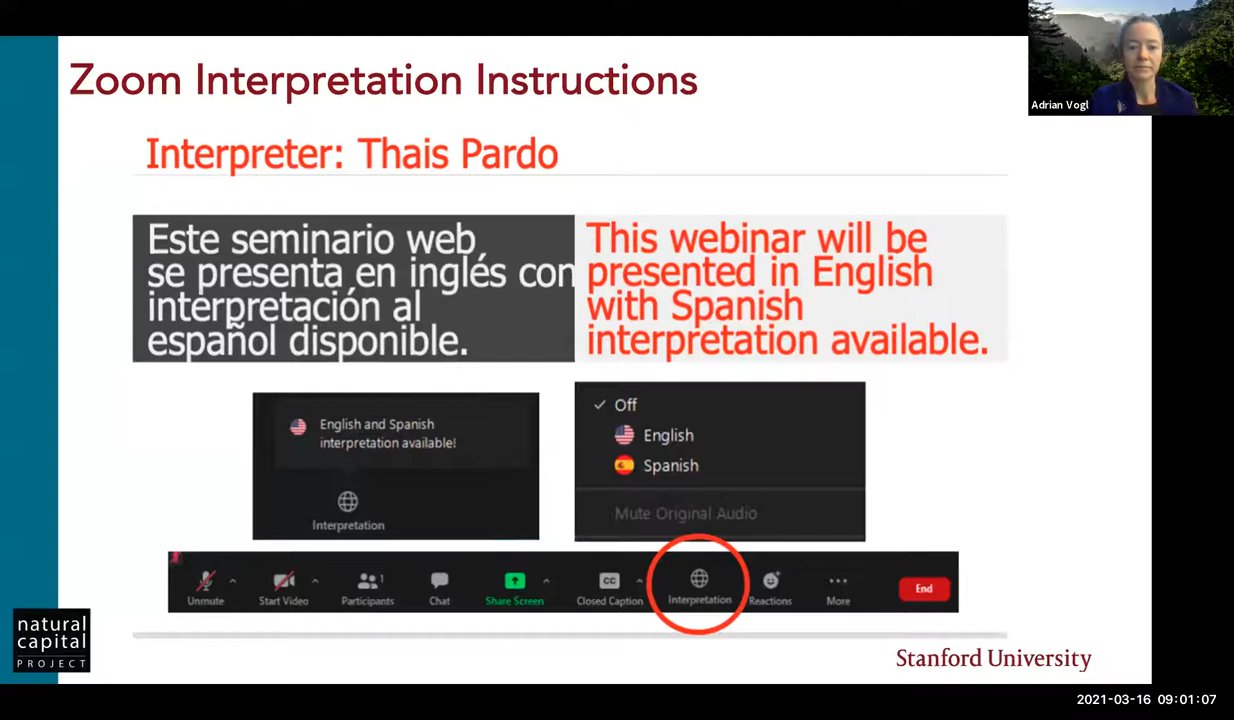 Zoom Interpretation Instructions
Adrian Vogl
Interpreter: Thais Pardo
Este seminario web
se presenta en inglés con
interpretación al
español disponible.
This webinar will be
presented in English
with Spanish
interpretation available.
English and Spanish
interpretation available!
Interpretation
Off
English
Spanish
Mute Original Audio
Unmute
Start Video
Participants
1
Chat
Share Screen
CC
Closed Caption
Interpretation
Reactions
More
End
natural
capital
PROJECT
Stanford University
2021-03-16 09:01:07